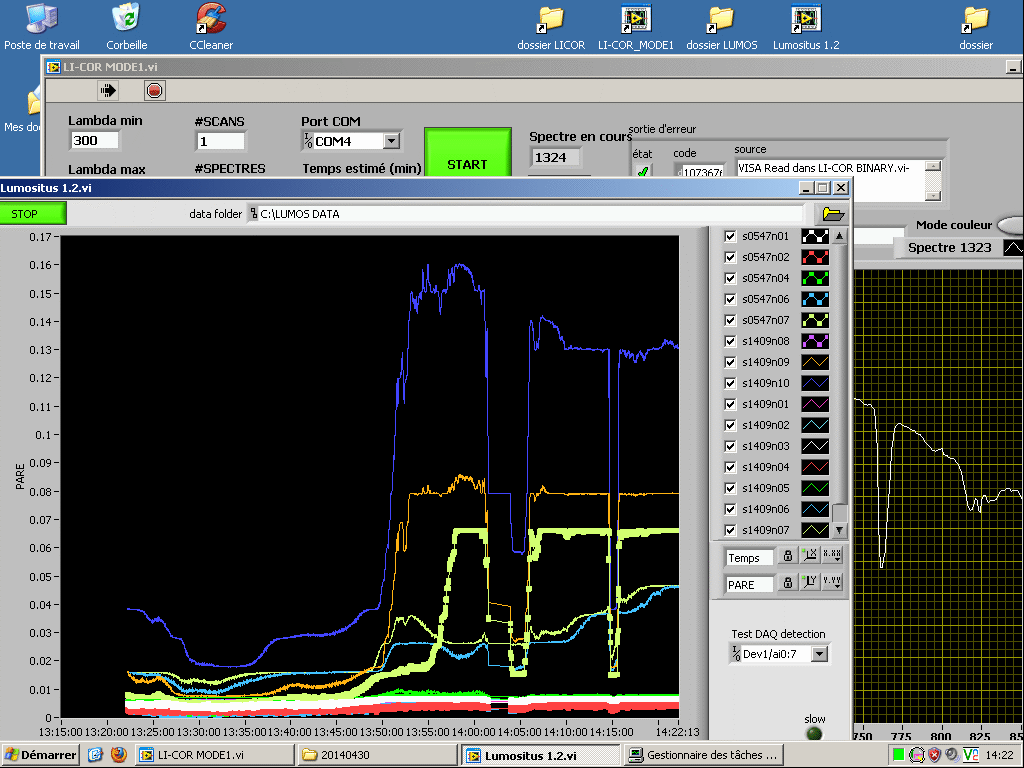 Poste de travail
Corbeille
CCleaner
dossier LICOR
LI-COR_MODE1
dossier LUMOS
Lumositus 1.2
dossier
LI-COR MODE1.vi
Lambda min
300
Lambda max
#SCANS
1
#SPECTRES
Port COM
COM4
Temps estimé (min)
START
Spectre en cours
1324
sortie d'erreur
état
code
source
VISA Read dans LI-COR BINARY.vi-
Mode couleur
Spectre 1323
Lumositus 1.2.vi
STOP
data folder
C:\LUMOS DATA
PARE
0.17
0.16
0.15
0.14
0.13
0.12
0.11
0.1
0.09
0.08
0.07
0.06
0.05
0.04
0.03
0.02
0.01
0
13:15:00
13:20:00
13:25:00
13:30:00
13:35:00
13:40:00
13:45:00
13:50:00
13:55:00
14:00:00
14:05:00
14:10:00
14:15:00
14:22:13
s0547n01
s0547n02
s0547n04
s0547n06
s0547n07
s1409n08
s1409n09
s1409n10
s1409n01
s1409n02
s1409n03
s1409n04
s1409n05
s1409n06
s1409n07
Temps
PARE
Test DAQ detection
Dev1/ai0:7
slow
750
775
800
825
Démarrer
LI-COR MODE1.vi
20140430
Lumositus 1.2.vi
Gestionnaire des tâches ...
14:22